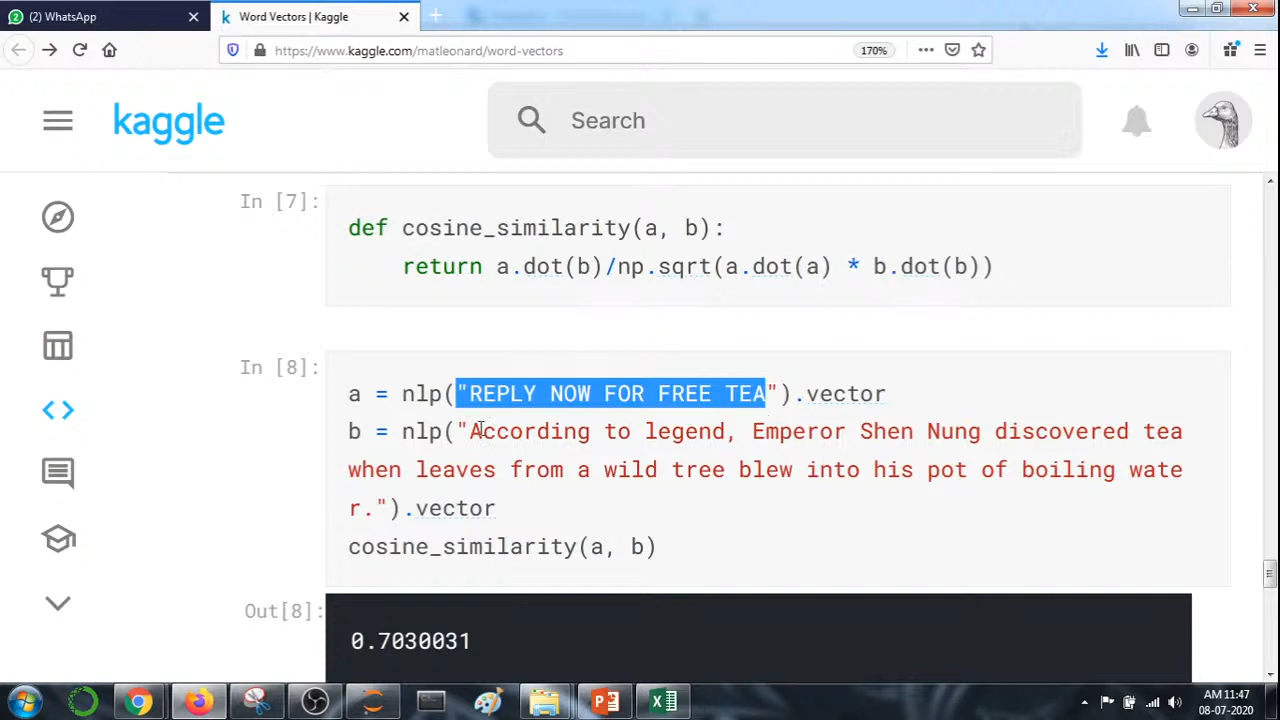 (2) WhatsApp
Word Vectors | Kaggle
https://www.kaggle.com/matleonard/word-vectors
170%
kaggle
Search
In [7]:
def cosine_similarity(a, b):
return a.dot(b)/np.sqrt(a.dot(a) * b.dot(b))
In [8]:
a = nlp("REPLY NOW FOR FREE TEA").vector
b = nlp("According to legend, Emperor Shen Nung discovered tea
when leaves from a wild tree blew into his pot of boiling wate
r.").vector
cosine_similarity(a, b)
Out[8]:
0.7030031
AM 11:47
08-07-2020